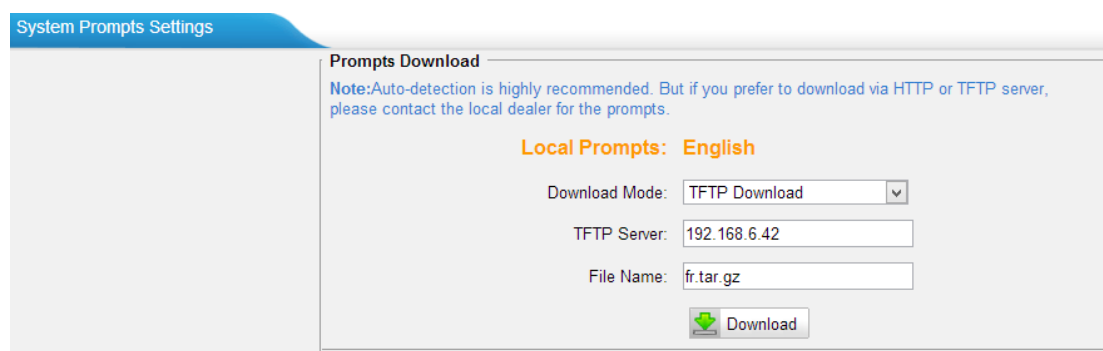 System Prompts Settings
Prompts Download
Note:Auto-detection is highly recommended. But if you prefer to download via HTTP or TFTP server,
please contact the local dealer for the prompts.
Local Prompts: English
Download Mode: TFTP Download
TFTP Server: 192.168.6.42
File Name: fr.tar.gz
Download